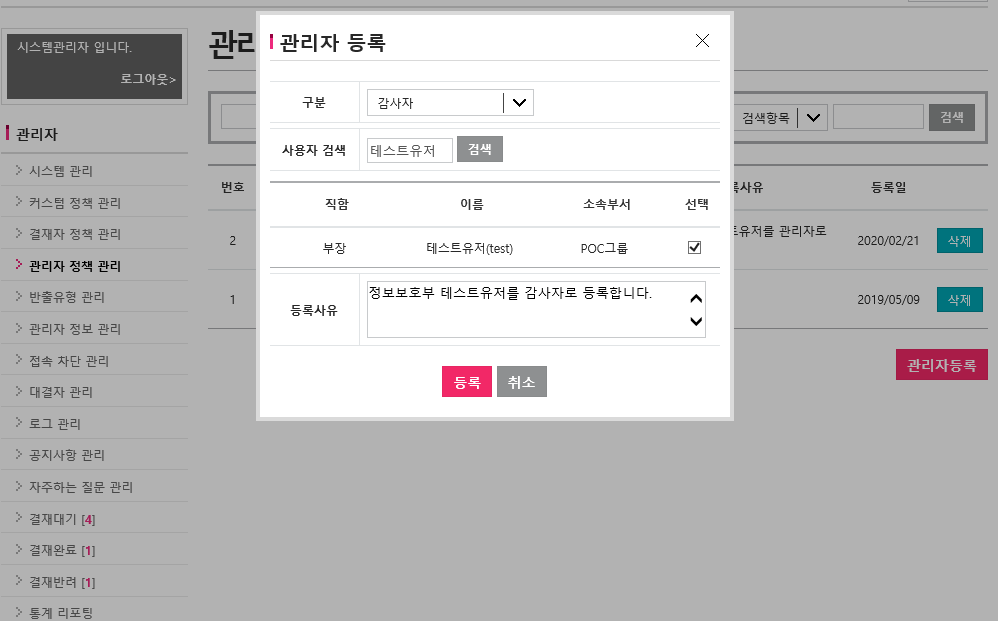 시스템관리자 입니다.
로그아웃>
관리자
시스템 관리
커스텀 정책 관리
결재자 정책 관리
관리자 정책 관리
반출유형 관리
관리자 정보 관리
접속 차단 관리
대결자 관리
로그 관리
공지사항 관리
자주하는 질문 관리
결재대기 [4]
결재완료 [1]
결재반려 [1]
통계 리포팅
관리
검색항목
검색
번호
사유
등록일
2
유저를 관리자로
2020/02/21
삭제
1
2019/05/09
삭제
관리자등록
관리자 등록
구분
감사자
사용자 검색
테스트유저
검색
직함 이름 소속부서 선택
부장 테스트유저(test) POC그룹
등록사유
정보보호부 테스트유저를 감사자로 등록합니다.
등록
취소